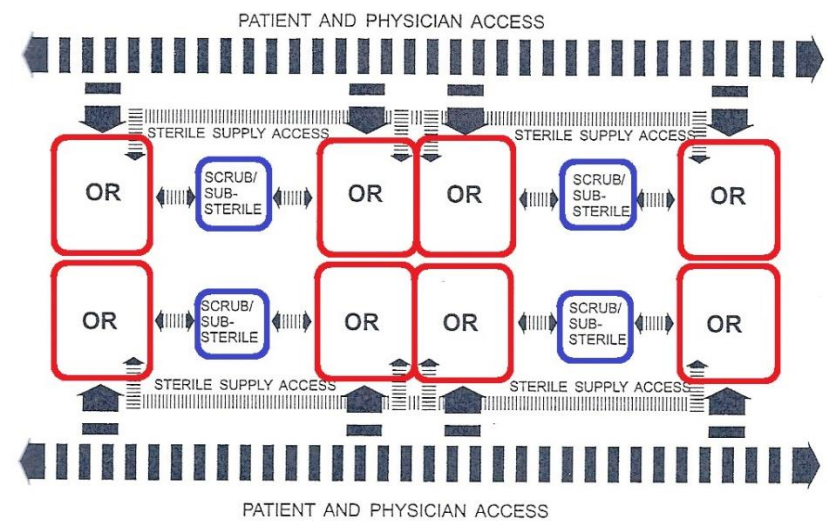 PATIENT AND PHYSICIAN ACCESS
STERILE SUPPLY ACCESS
STERILE SUPPLY ACCESS
OR
SCRUB/
SUB-
STERILE
OR
OR
SCRUB/
SUB-
STERILE
OR
OR
SCRUB/
SUB-
STERILE
OR
OR
SCRUB/
SUB-
STERILE
OR
STERILE SUPPLY ACCESS
STERILE SUPPLY ACCESS
PATIENT AND PHYSICIAN ACCESS